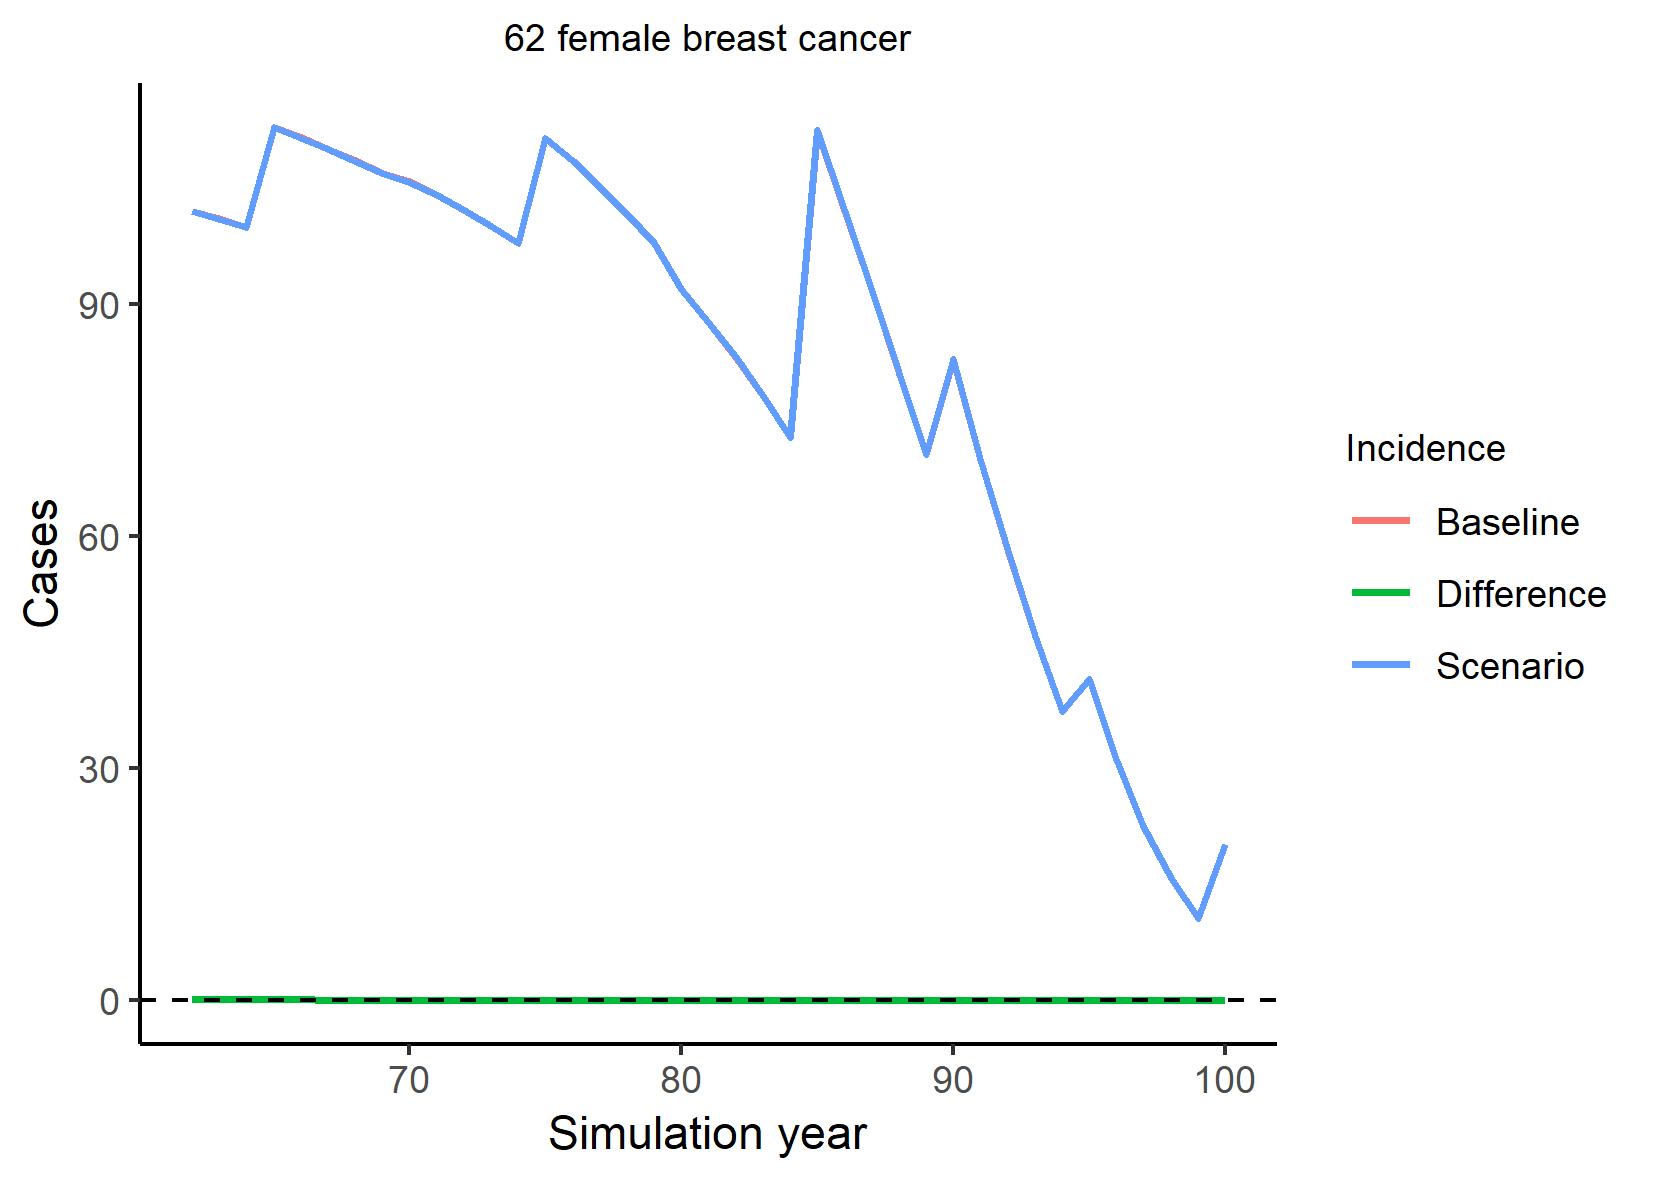 62 female breast cancer
Cases
90
60
30
0
70 80 90 100
Simulation year
Incidence
Baseline
Difference
Scenario